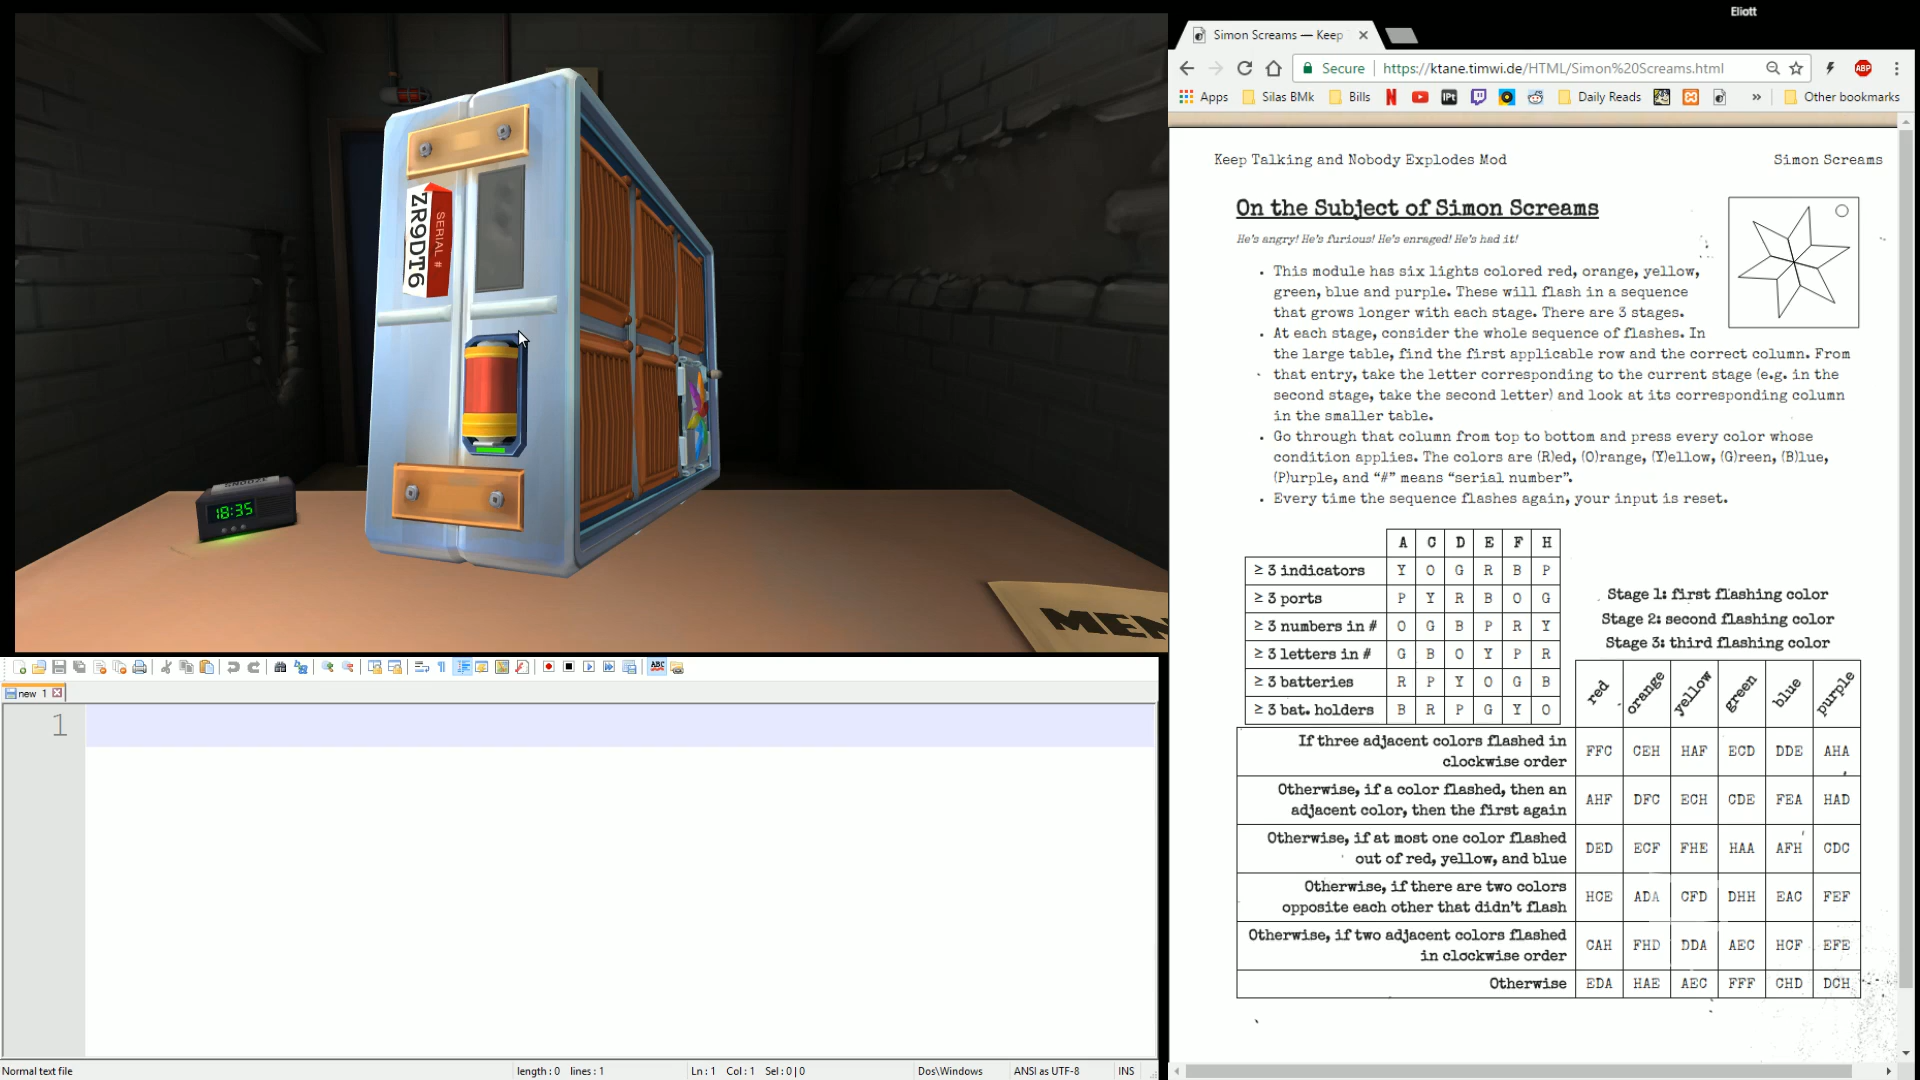 Eliott
Simon Screams — Keep
Secure
https://ktane.timwi.de/HTML/Simon%20Screams.html
ABP
Apps
Silas BMk
Bills
Daily Reads
»
Other bookmarks
Keep Talking and Nobody Explodes Mod
Simon Screams
On the Subject of Simon Screams
He's angry! He's furious! He's enraged! He's had it!
This module has six lights colored red, orange, yellow,
green, blue and purple. These will flash in a sequence
that grows longer with each stage. There are 3 stages.
At each stage, consider the whole sequence of flashes. In
the large table, find the first applicable row and the correct column. From
that entry, take the letter corresponding to the current stage (e.g. in the
second stage, take the second letter) and look at its corresponding column
in the smaller table.
Go through that column from top to bottom and press every color whose
condition applies. The colors are (R)ed, (O)range, (Y)ellow, (G)reen, (B)lue,
(P)urple, and “#” means “serial number”.
Every time the sequence flashes again, your input is reset.
A C D E F H
≥ 3 indicators Y O G R B P
≥ 3 ports P Y R B O G
≥ 3 numbers in # O G B P R Y
≥ 3 letters in # G B O Y P R
≥ 3 batteries R P Y O G B
≥ 3 bat. holders B R P G Y O
Stage 1: first flashing color
Stage 2: second flashing color
Stage 3: third flashing color
red orange yellow green blue purple
If three adjacent colors flashed in
clockwise order
FFC CEH HAF ECD DDE AHA
Otherwise, if a color flashed, then an
adjacent color, then the first again
AHF DFC ECH CDE FEA HAD
Otherwise, if at most one color flashed
out of red, yellow, and blue
DED ECF FHE HAA AFH CDC
Otherwise, if there are two colors
opposite each other that didn't flash
HCE ADA CFD DHH EAC FEF
Otherwise, if two adjacent colors flashed
in clockwise order
CAH FHD DDA AEC HCF EFE
Otherwise EDA HAE AEC FFF CHD DCH
SERIAL #
ZR9DT6
SNOOZE
18:35
MEN
ABC
new 1
1
Normal text file
length : 0 lines : 1
Ln : 1 Col : 1 Sel : 0 | 0
Dos\Windows
ANSI as UTF-8
INS